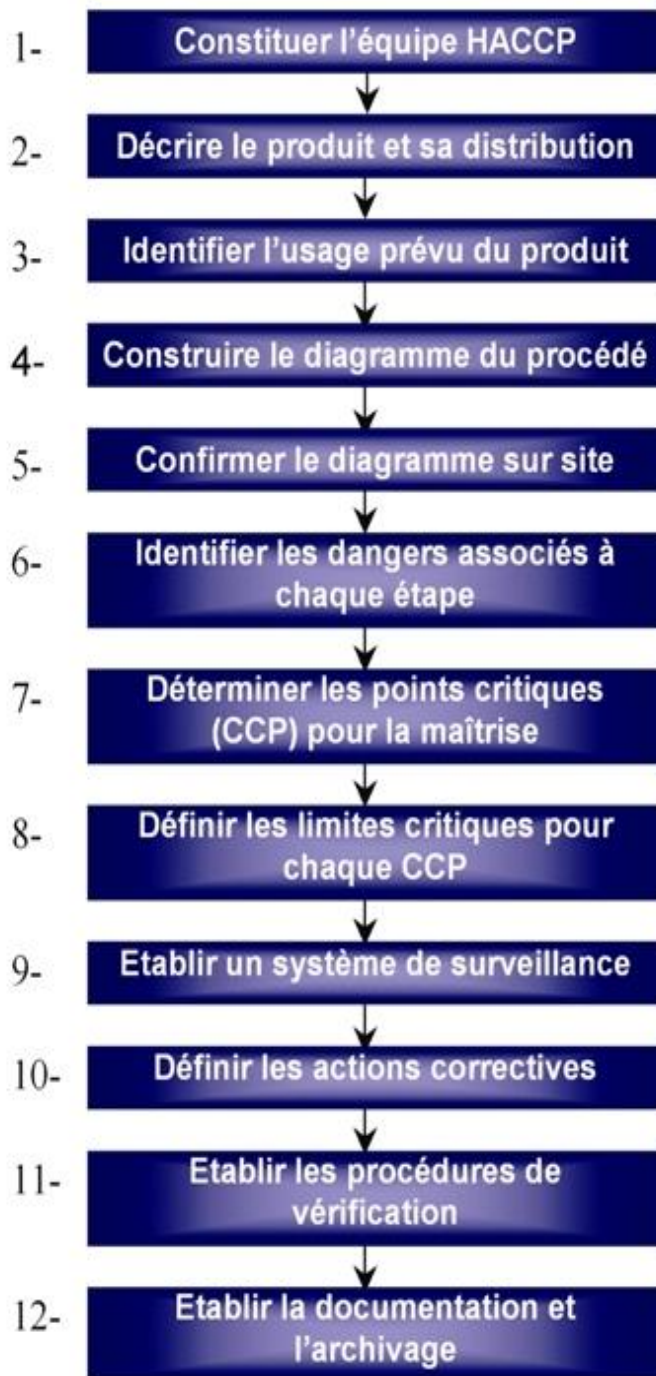 1- Constituer l'équipe HACCP
2- Décrire le produit et sa distribution
3- Identifier l'usage prévu du produit
4- Construire le diagramme du procédé
5- Confirmer le diagramme sur site
6- Identifier les dangers associés à
chaque étape
7- Déterminer les points critiques
(CCP) pour la maîtrise
8- Définir les limites critiques pour
chaque CCP
9- Etablir un système de surveillance
10- Définir les actions correctives
11- Etablir les procédures de
vérification
12- Etablir la documentation et
l'archivage